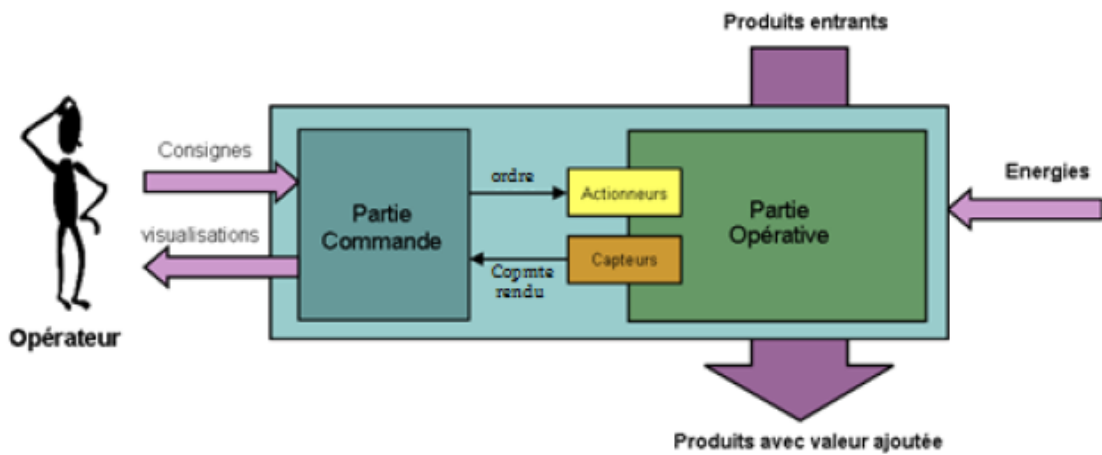 Produits entrants
Consignes
ordre
Actionneurs
Energies
Partie
Commande
Partie
Opérative
visualisations
Capteurs
Copmte
rendu
Opérateur
Produits avec valeur ajoutée